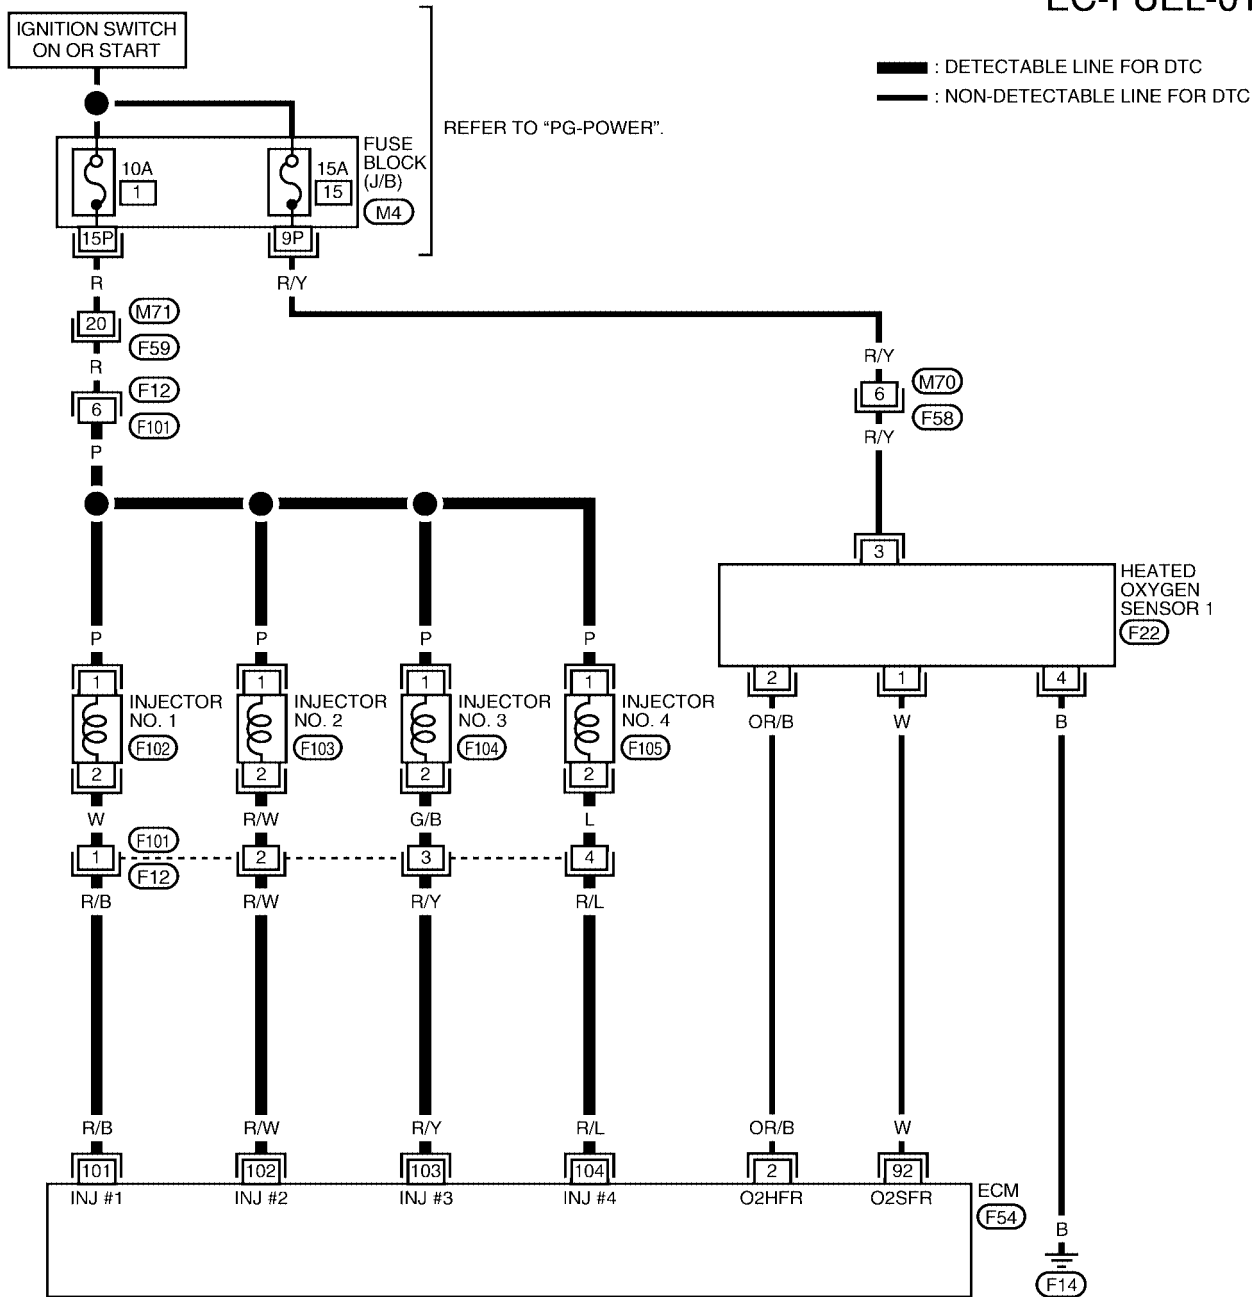 EC-FUEL-01
IGNITION SWITCH
ON OR START
: DETECTABLE LINE FOR DTC
: NON-DETECTABLE LINE FOR DTC
REFER TO “PG-POWER”.
10A
1
15A
15
FUSE
BLOCK
(J/B)
M4
15P
9P
R
R/Y
20
M71
F59
R
F12
6
F101
P
R/Y
6
M70
F58
R/Y
3
HEATED
OXYGEN
SENSOR 1
F22
2
1
4
OR/B
W
B
P
P
P
P
1
1
1
1
INJECTOR
NO. 1
F102
INJECTOR
NO. 2
F103
INJECTOR
NO. 3
F104
INJECTOR
NO. 4
F105
2
2
2
2
W
R/W
G/B
L
F101
1
2
3
4
F12
R/B
R/W
R/Y
R/L
R/B
R/W
R/Y
R/L
OR/B
W
101
102
103
104
2
92
INJ #1
INJ #2
INJ #3
INJ #4
O2HFR
O2SFR
ECM
F54
B
F14